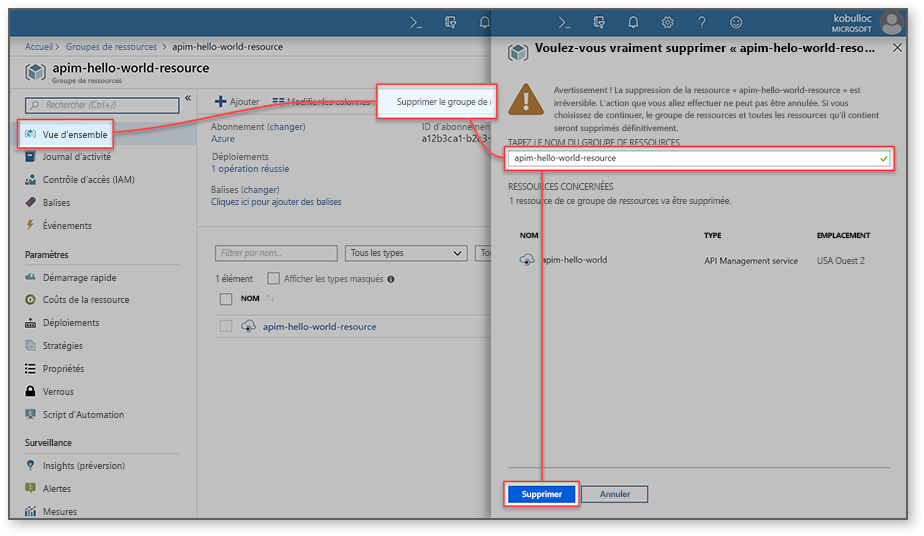 kobulloc
MICROSOFT
Accueil > Groupes de ressources > apim-hello-world-resource
apim-hello-world-resource
Groupe de ressources
Rechercher (Ctrl+/)
Vue d'ensemble
Journal d'activité
Contrôle d'accès (IAM)
Balises
Événements
Paramètres
Démarrage rapide
Coûts de la ressource
Déploiements
Stratégies
Propriétés
Verrous
Script d'Automation
Surveillance
Insights (préversion)
Alertes
Mesures
Ajouter
Modifier les colonnes
Supprimer le groupe de
Abonnement (changer)
Azure
ID d'abonnement
a12b3ca1-b2c3-
Déploiements
1 opération réussie
Balises (changer)
Cliquez ici pour ajouter des balises
Filtrer par nom...
Tous les types
1 élément
Afficher les types masqués
NOM
apim-hello-world-resource
Voulez-vous vraiment supprimer « apim-helo-world-reso...
Avertissement ! La suppression de la ressource « apim-hello-world-resource » est
irréversible. L'action que vous allez effectuer ne peut pas être annulée. Si vous
choisissez de continuer, le groupe de ressources et toutes les ressources qu'il contient
seront supprimés définitivement.
TAPEZ LE NOM DU GROUPE DE RESSOURCES
apim-hello-world-resource
RESSOURCES CONCERNÉES
1 ressource de ce groupe de ressources va être supprimée.
NOM TYPE EMPLACEMENT
apim-hello-world API Management service USA Ouest 2
Supprimer
Annuler